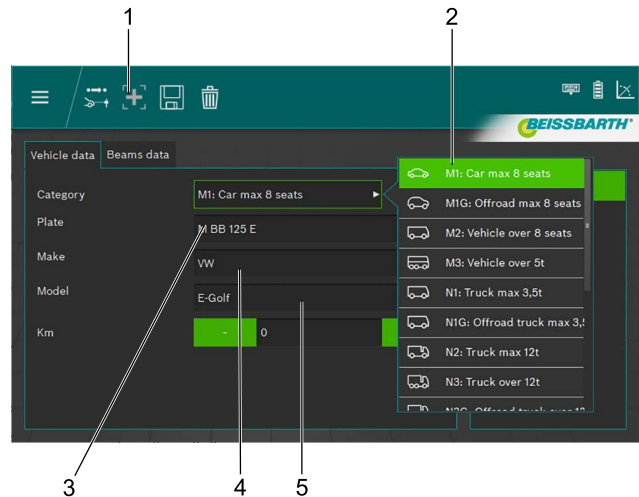 1
2
BEISSBARTH
Vehicle data
Beams data
Category
M1: Car max 8 seats
Plate
M BB 125 E
Make
VW
Model
E-Golf
Km
-
0
M1: Car max 8 seats
M1G: Offroad max 8 seats
M2: Vehicle over 8 seats
M3: Vehicle over 5t
N1: Truck max 3,5t
N1G: Offroad truck max 3,
N2: Truck max 12t
N3: Truck over 12t
3
4
5